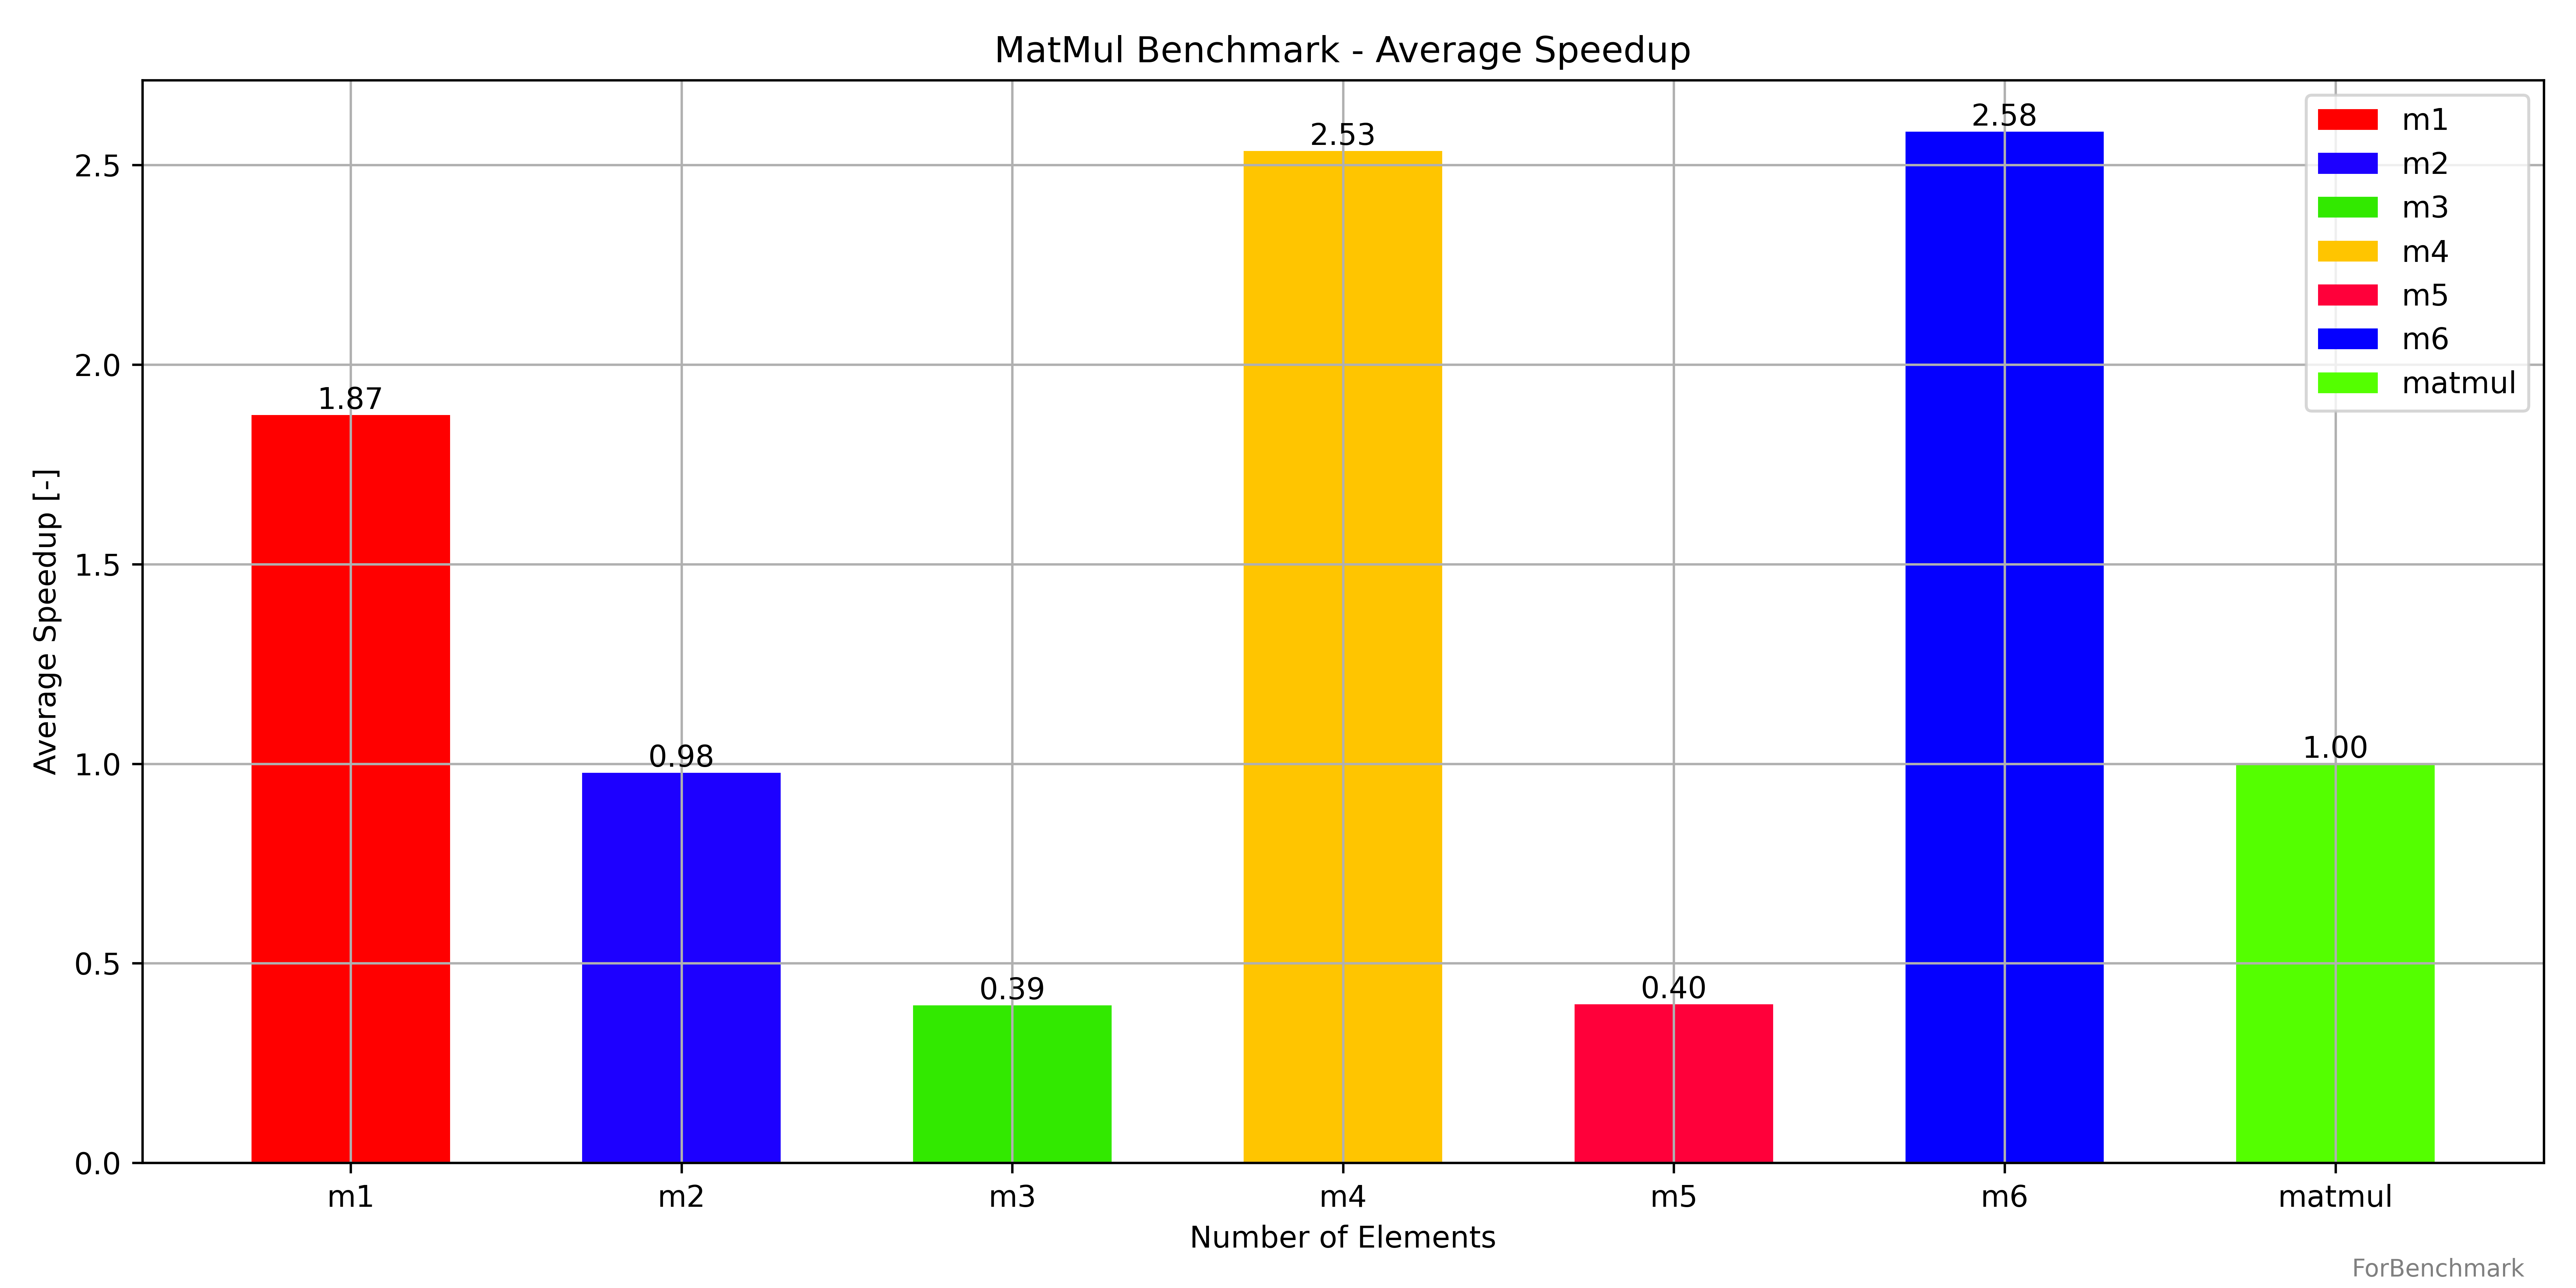 MatMul Benchmark - Average Speedup
Average Speedup [-]
2.5
2.0
1.5
1.0
0.5
0.0
1.87
0.98
0.39
2.53
0.40
2.58
1.00
m1
m2
m3
m4
m5
m6
matmul
m1 m2 m3 m4 m5 m6 matmul
Number of Elements
ForBenchmark